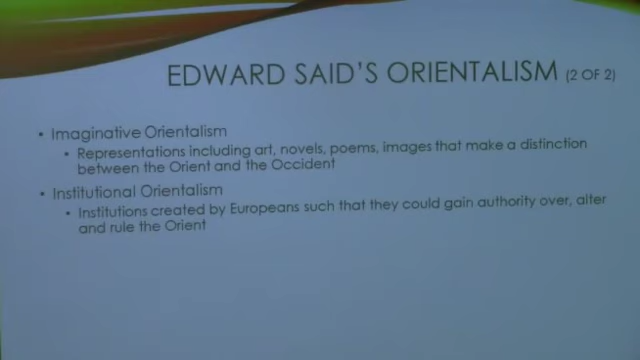 EDWARD SAID'S ORIENTALISM (2 OF 2)
• Imaginative Orientalism
• Representations including art, novels, poems, images that make a distinction
between the Orient and the Occident
• Institutional Orientalism
• Institutions created by Europeans such that they could gain authority over, alter
and rule the Orient